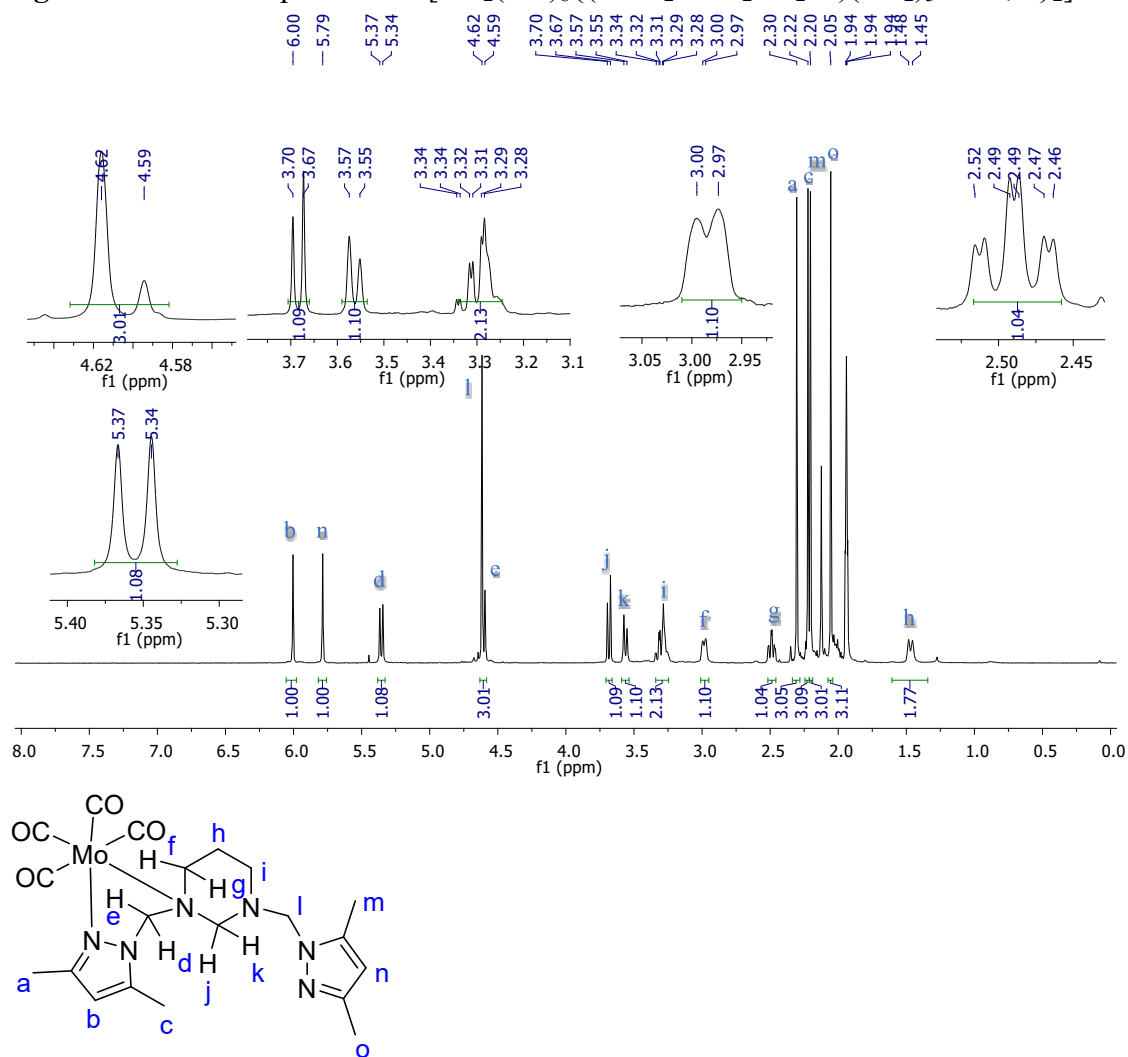 6.00 5.79 5.37 5.34 4.62 4.59 3.70 3.67 3.57 3.55 3.34 3.32 3.31 3.29 3.28 3.00 2.97 2.30 2.22 2.20 2.05 1.94 1.94 1.94 1.48 1.45
4.62 4.59
3.70 3.67 3.57 3.55 3.34 3.34 3.32 3.31 3.29 3.28
3.00 2.97
2.52 2.49 2.49 2.47 2.46
a c m o
3.01
1.09 1.10 2.13
1.10
1.04
4.62 4.58
f1 (ppm)
3.7 3.6 3.5 3.4 3.3 3.2 3.1
f1 (ppm)
3.05 3.00 2.95
f1 (ppm)
2.50 2.45
f1 (ppm)
5.37 5.34
1.08
5.40 5.35 5.30
f1 (ppm)
b n d l e j k i f g h
1.00 1.00 1.08 3.01 1.09 1.10 2.13 1.10 1.04 3.05 3.09 3.01 3.11 1.77
8.0 7.5 7.0 6.5 6.0 5.5 5.0 4.5 4.0 3.5 3.0 2.5 2.0 1.5 1.0 0.5 0.0
f1 (ppm)
CO
OC CO
Mo
OC
H f h
H g i
H e N N l m
N N H d H j H k N n
a N
b c o